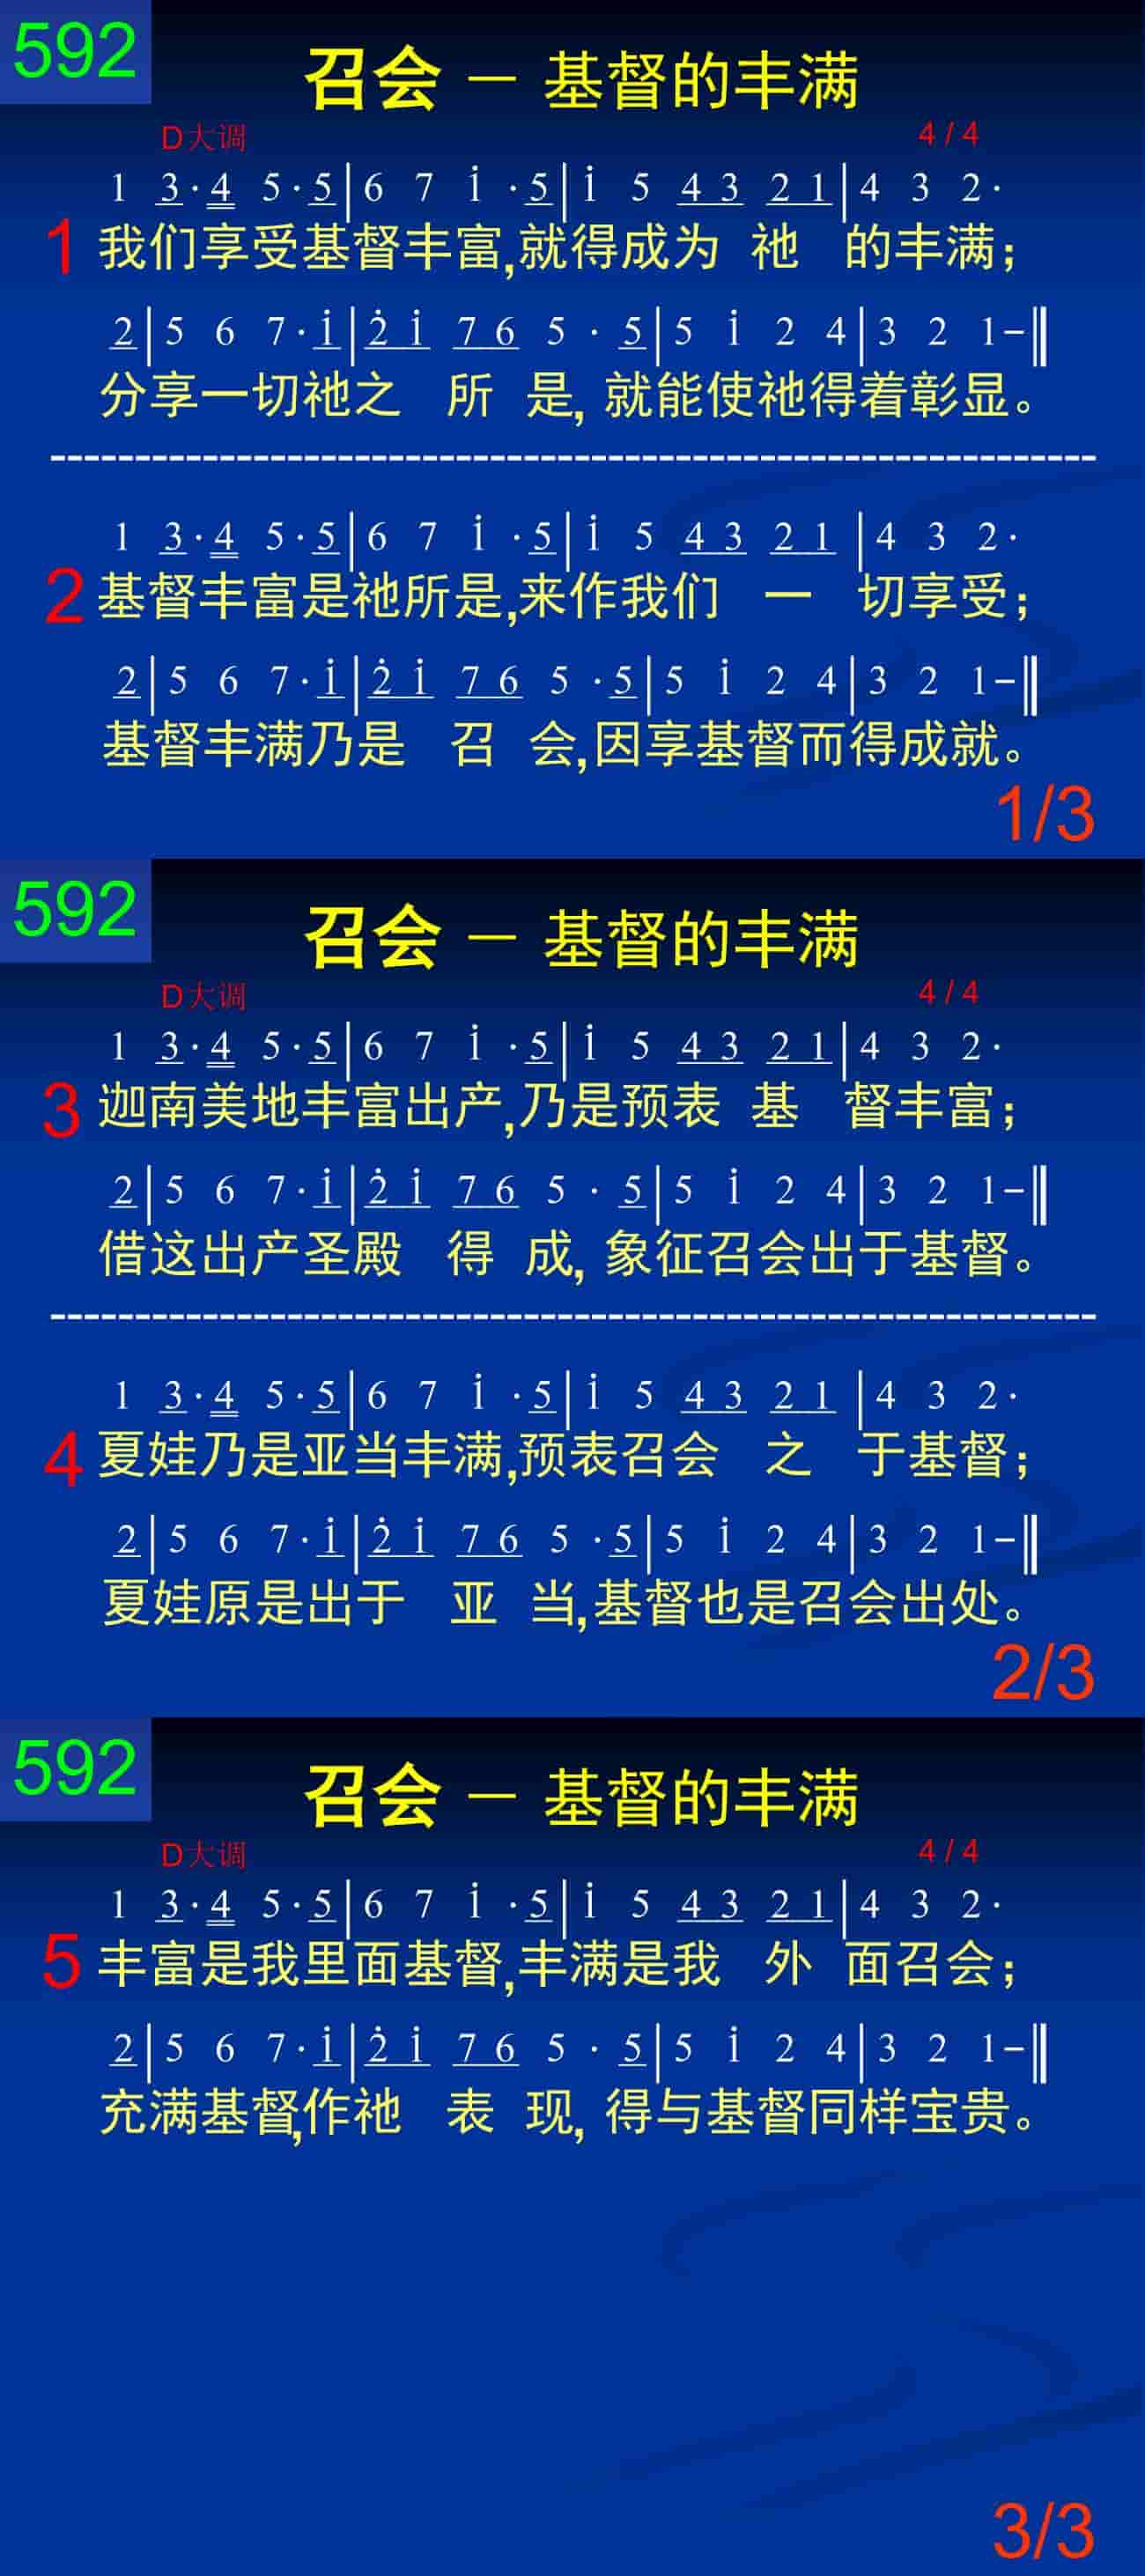 592
召会 － 基督的丰满
D大调 4 / 4
1 3·4 5·5|6 7 i ·5|i 5 4 3 2 1|4 3 2·
1 我们享受基督丰富,就得成为 祂 的丰满;
2|5 6 7·i|2̇ i 7 6 5 · 5|5 i 2 4|3 2 1–‖
分享一切祂之 所 是, 就能使祂得着彰显。
--------------------------------------------------------------
1 3·4 5·5|6 7 i ·5|i 5 4 3 2 1|4 3 2·
2 基督丰富是祂所是,来作我们 一 切享受;
2|5 6 7·i|2̇ i 7 6 5 ·5|5 i 2 4|3 2 1–‖
基督丰满乃是 召 会,因享基督而得成就。
1/3
592
召会 － 基督的丰满
D大调 4 / 4
1 3·4 5·5|6 7 i ·5|i 5 4 3 2 1|4 3 2·
3 迦南美地丰富出产,乃是预表 基 督丰富;
2|5 6 7·i|2̇ i 7 6 5 · 5|5 i 2 4|3 2 1–‖
借这出产圣殿 得 成, 象征召会出于基督。
--------------------------------------------------------------
1 3·4 5·5|6 7 i ·5|i 5 4 3 2 1|4 3 2·
4 夏娃乃是亚当丰满,预表召会 之 于基督;
2|5 6 7·i|2̇ i 7 6 5 ·5|5 i 2 4|3 2 1–‖
夏娃原是出于 亚 当,基督也是召会出处。
2/3
592
召会 － 基督的丰满
D大调 4 / 4
1 3·4 5·5|6 7 i ·5|i 5 4 3 2 1|4 3 2·
5 丰富是我里面基督,丰满是我 外 面召会;
2|5 6 7·i|2̇ i 7 6 5 · 5|5 i 2 4|3 2 1–‖
充满基督,作祂 表 现, 得与基督同样宝贵。
3/3